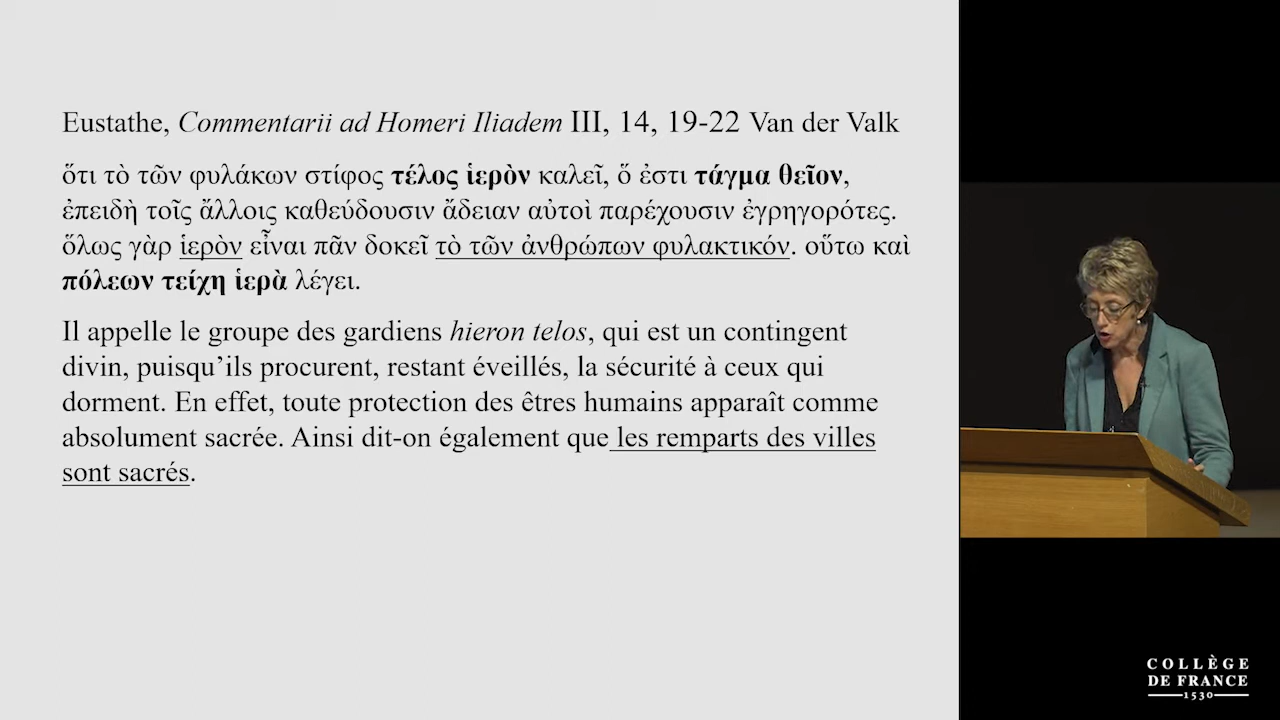 Eustathe, Commentarii ad Homeri Iliadem III, 14, 19-22 Van der Valk
ὅτι τὸ τῶν φυλάκων στίφος τέλος ἱερὸν καλεῖ, ὅ ἐστι τάγμα θεῖον,
ἐπειδὴ τοῖς ἄλλοις καθεύδουσιν ἄδειαν αὐτοὶ παρέχουσιν ἐγρηγορότες.
ὅλως γὰρ ἱερὸν εἶναι πᾶν δοκεῖ τὸ τῶν ἀνθρώπων φυλακτικόν. οὕτω καὶ
πόλεων τείχη ἱερὰ λέγει.
Il appelle le groupe des gardiens hieron telos, qui est un contingent
divin, puisqu’ils procurent, restant éveillés, la sécurité à ceux qui
dorment. En effet, toute protection des êtres humains apparaît comme
absolument sacrée. Ainsi dit-on également que les remparts des villes
sont sacrés.
COLLÈGE
DE FRANCE
1530